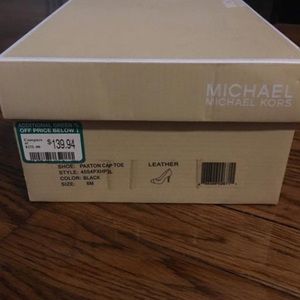 MICHAEL
MICHAEL KORS
ADDITIONAL GREEN
OFF PRICE BELOW
Compare
$139.94
SHOE: PAXTON CAP TOE
STYLE:
COLOR: BLACK
SIZE: 8M
LEATHER